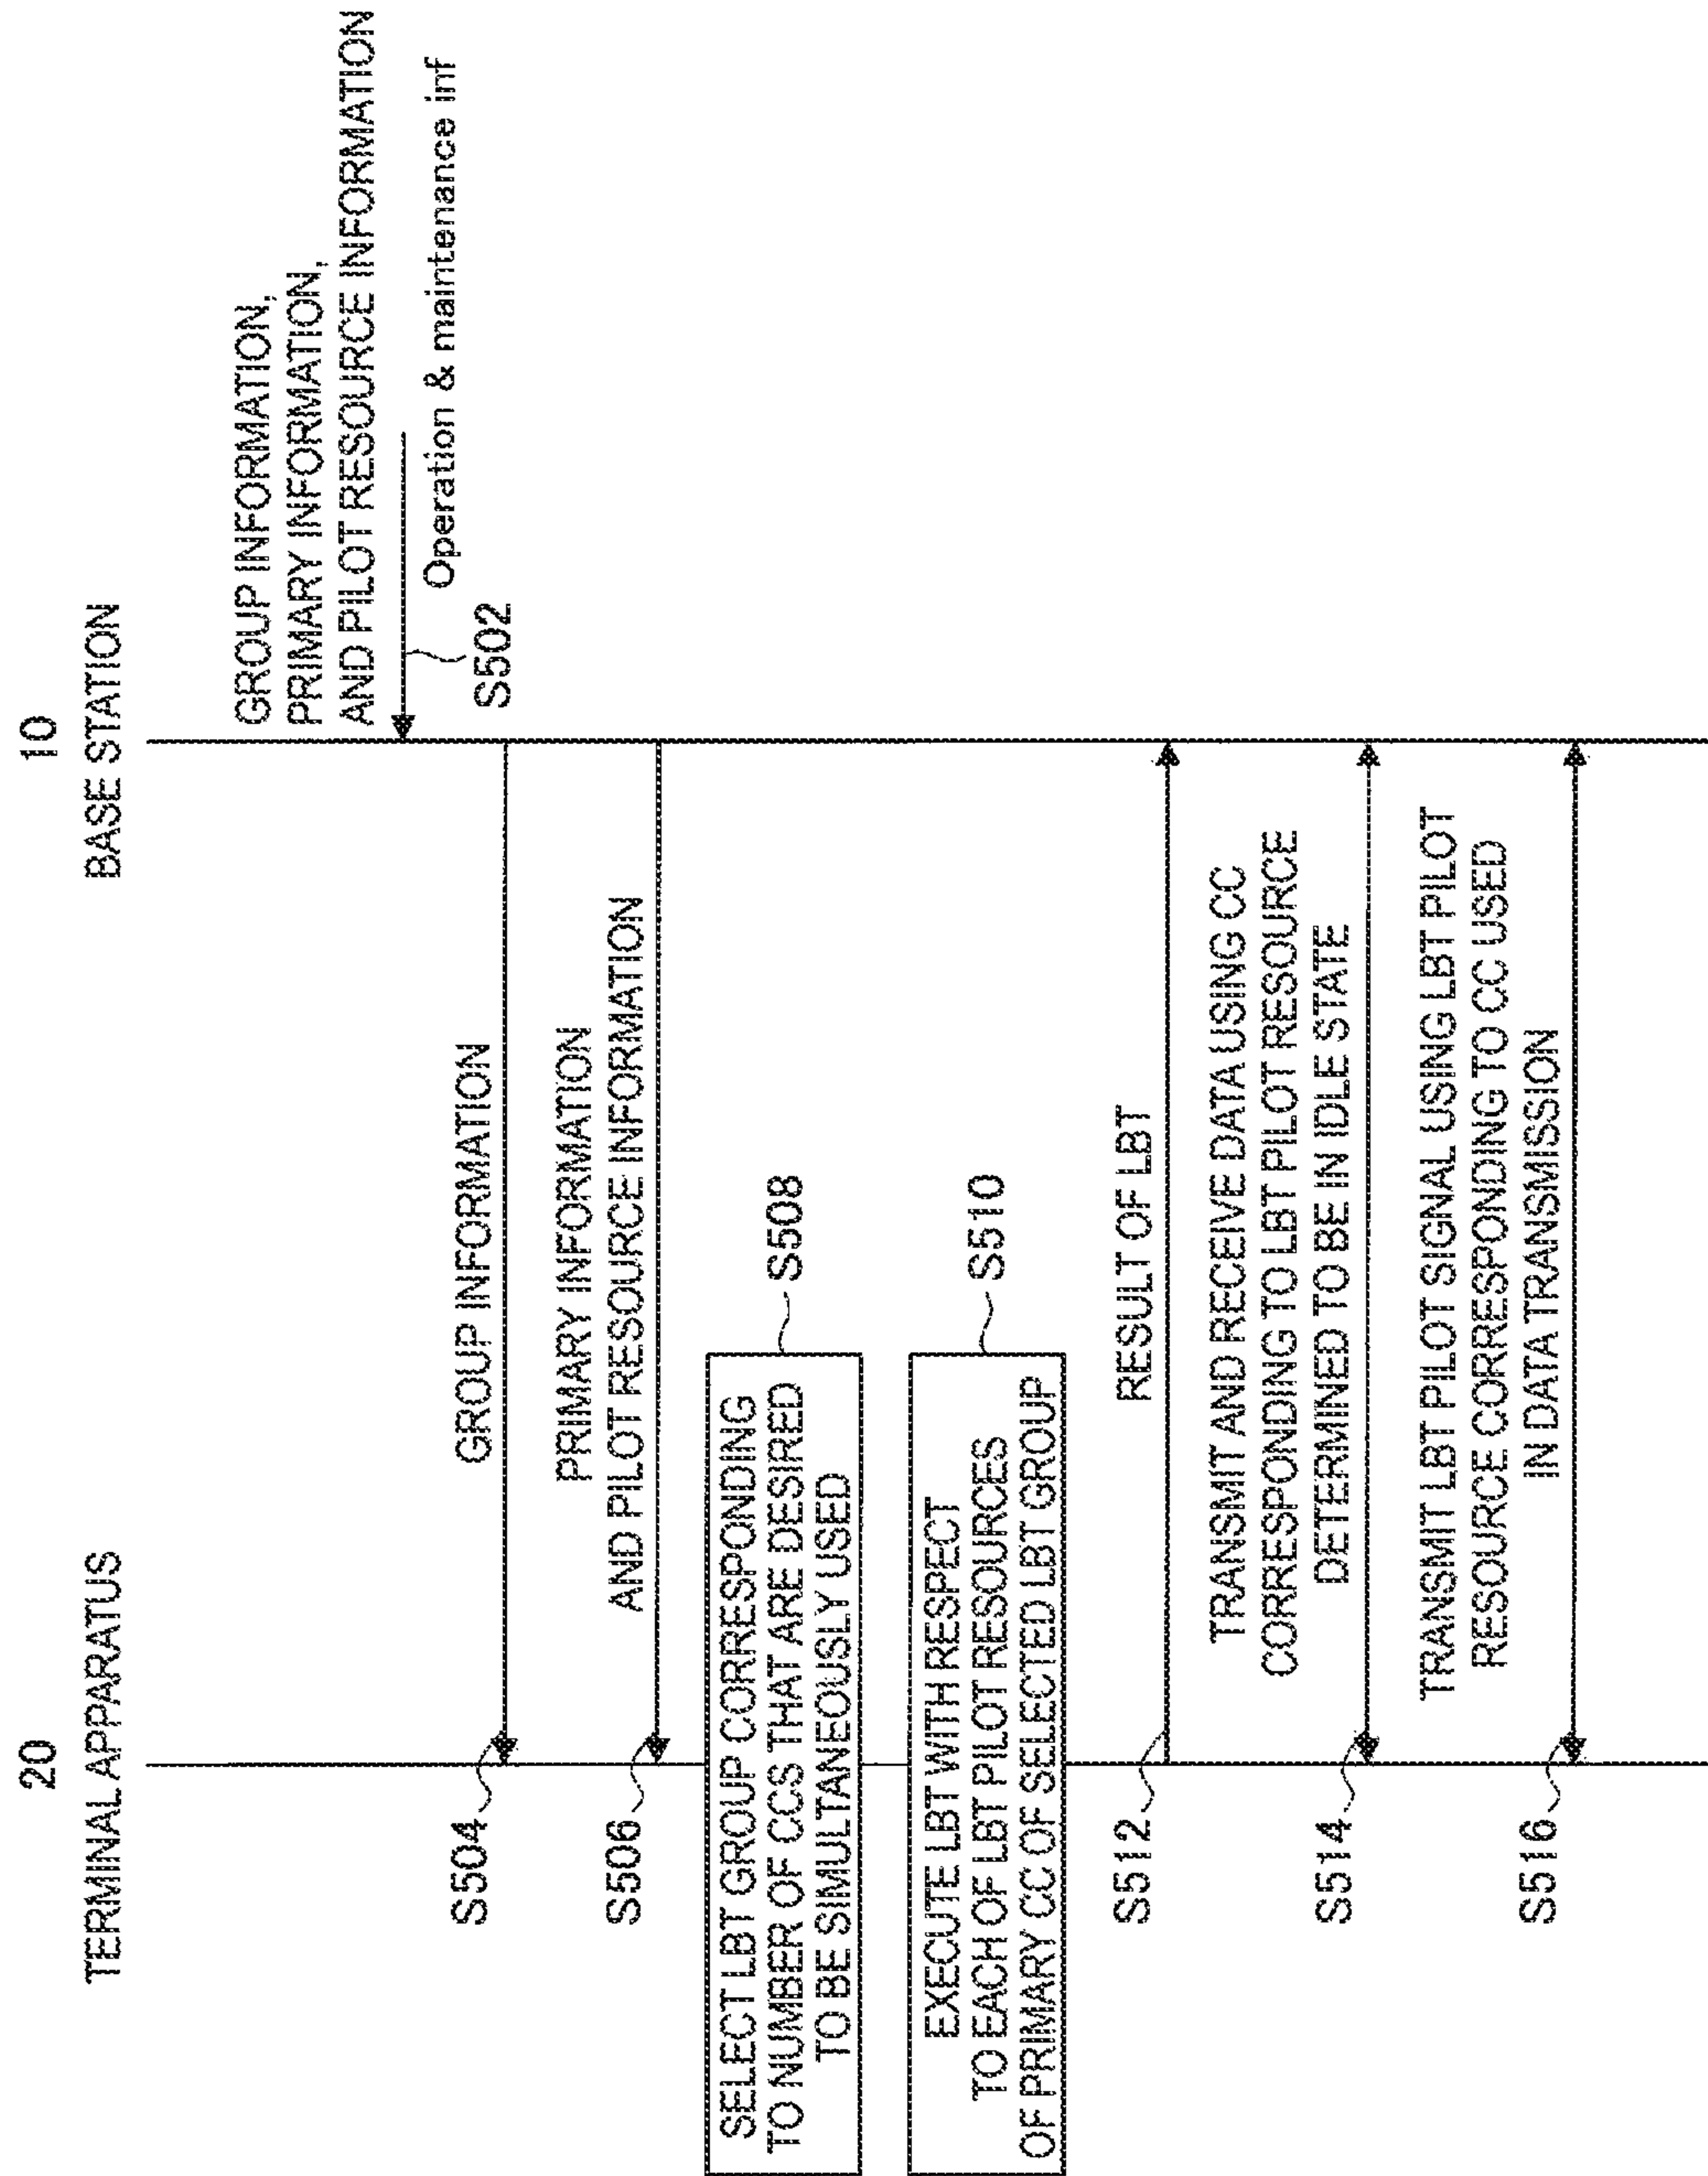 20
TERMINAL APPARATUS
10
BASE STATION
GROUP INFORMATION,
PRIMARY INFORMATION,
AND PILOT RESOURCE INFORMATION
Operation & maintenance inf
S502
S504
GROUP INFORMATION
S506
PRIMARY INFORMATION
AND PILOT RESOURCE INFORMATION
SELECT LBT GROUP CORRESPONDING
TO NUMBER OF CCS THAT ARE DESIRED
TO BE SIMULTANEOUSLY USED
S508
EXECUTE LBT WITH RESPECT
TO EACH OF LBT PILOT RESOURCES
OF PRIMARY CC OF SELECTED LBT GROUP
S510
S512
RESULT OF LBT
S514
TRANSMIT AND RECEIVE DATA USING CC
CORRESPONDING TO LBT PILOT RESOURCE
DETERMINED TO BE IN IDLE STATE
S516
TRANSMIT LBT PILOT SIGNAL USING LBT PILOT
RESOURCE CORRESPONDING TO CC USED
IN DATA TRANSMISSION